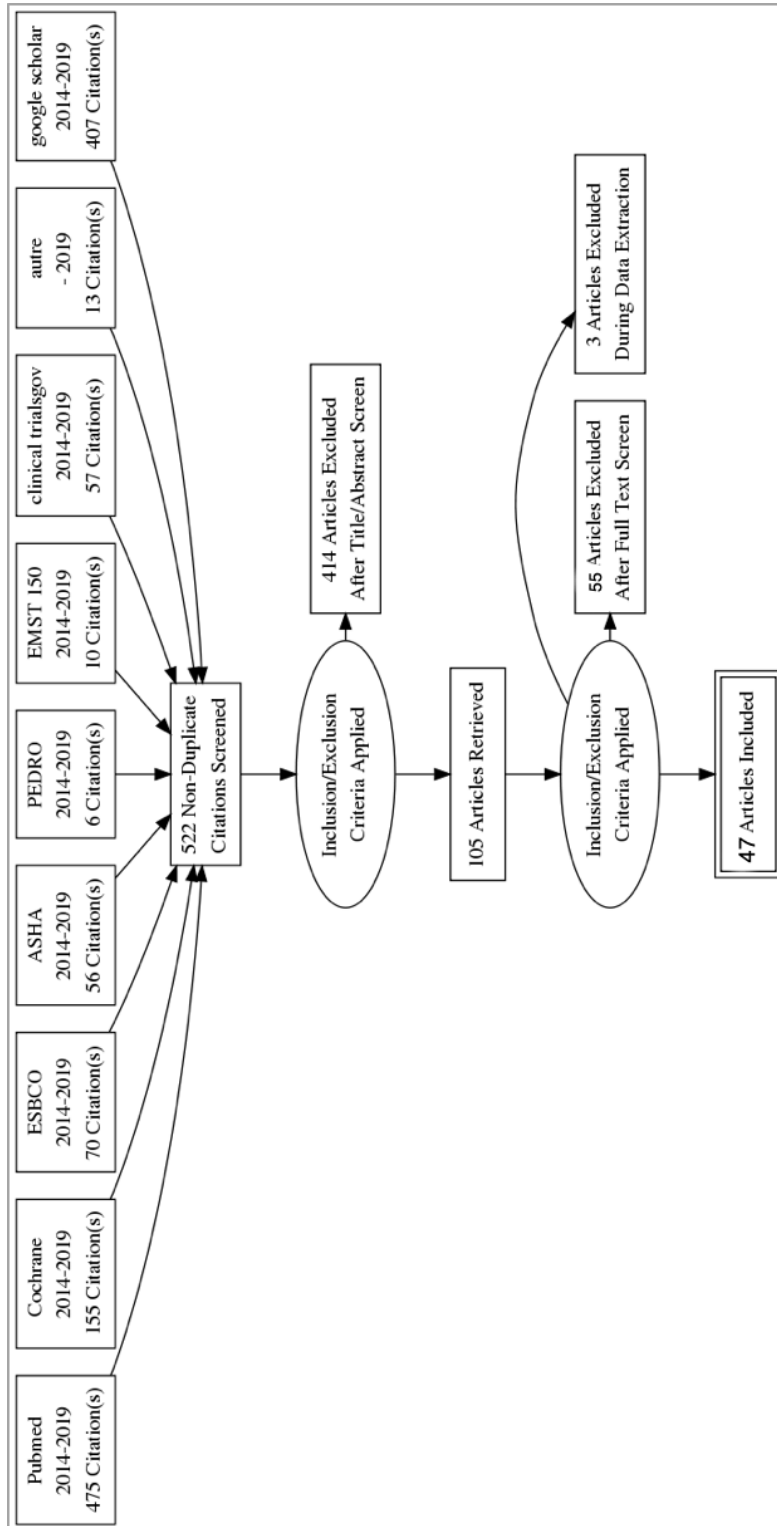 Pubmed
2014-2019
475 Citation(s)
Cochrane
2014-2019
155 Citation(s)
ESBCO
2014-2019
70 Citation(s)
ASHA
2014-2019
56 Citation(s)
PEDRO
2014-2019
6 Citation(s)
EMST 150
2014-2019
10 Citation(s)
clinical trialsgov
2014-2019
57 Citation(s)
autre
- 2019
13 Citation(s)
google scholar
2014-2019
407 Citation(s)
522 Non-Duplicate
Citations Screened
Inclusion/Exclusion
Criteria Applied
414 Articles Excluded
After Title/Abstract Screen
105 Articles Retrieved
Inclusion/Exclusion
Criteria Applied
55 Articles Excluded
After Full Text Screen
3 Articles Excluded
During Data Extraction
47 Articles Included